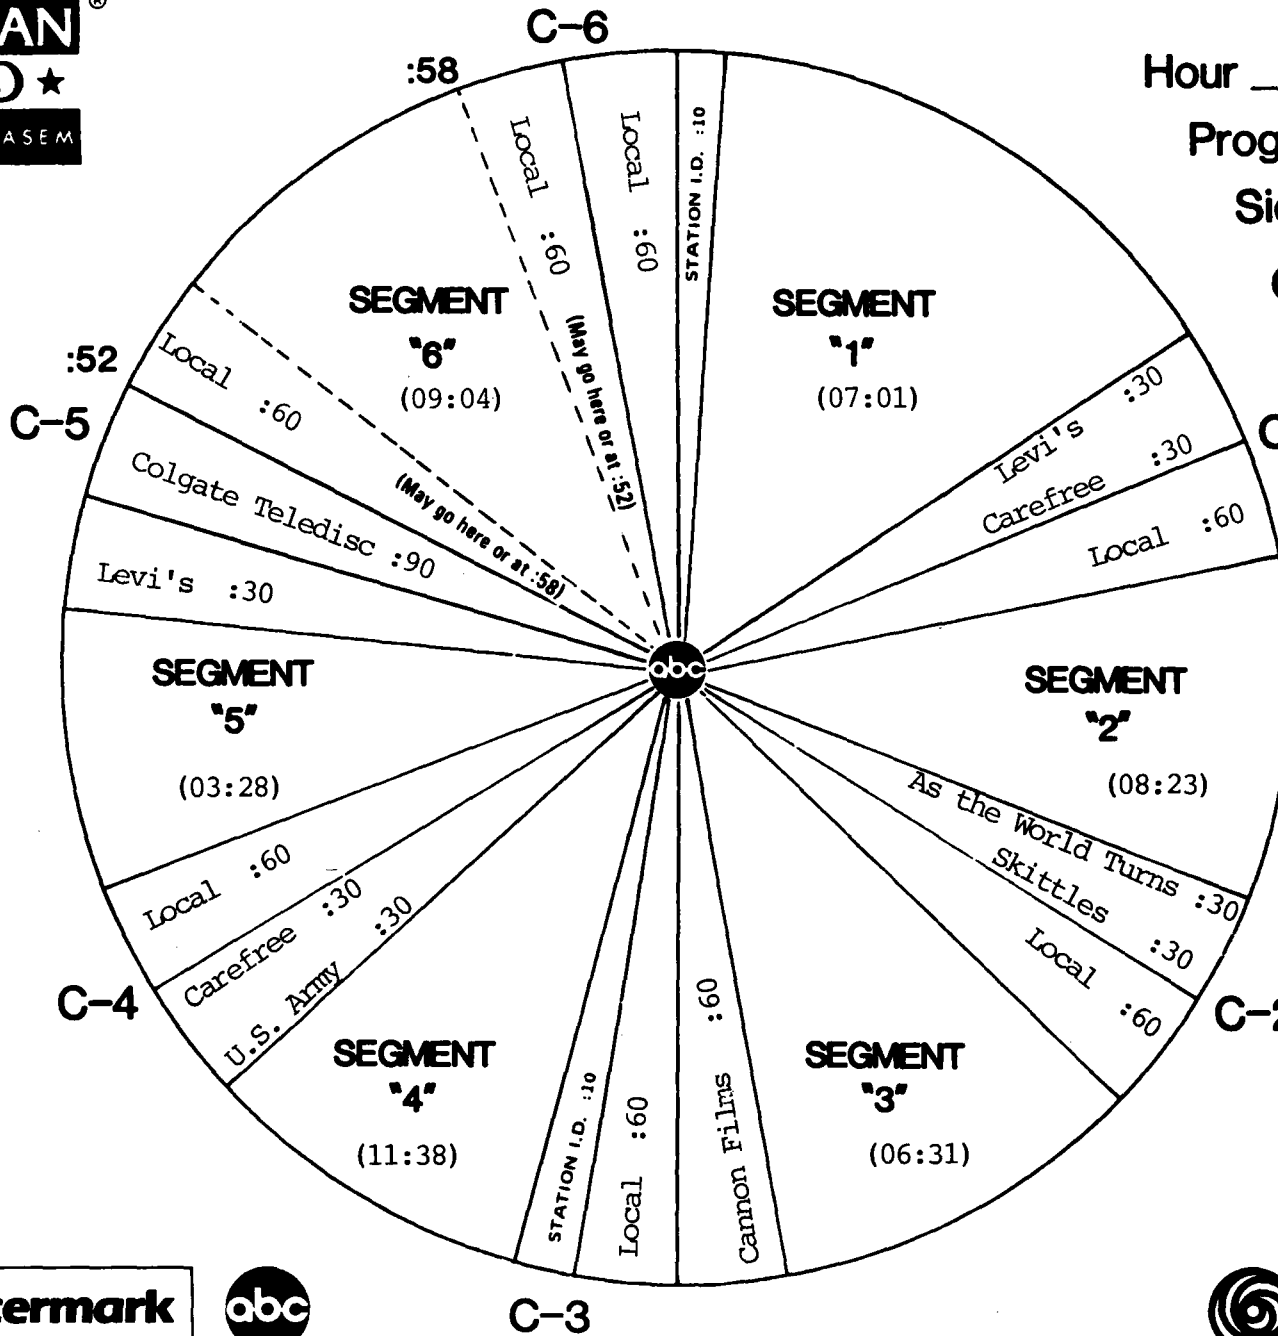 AN ®
★
ASEM
Hour
C-6
:58
Local :60
Local :60
STATION I.D. :10
(May go here or at :52)
SEGMENT
"1"
(07:01)
Levi's :30
Carefree :30
Local :60
SEGMENT
"2"
(08:23)
As the World Turns :30
Skittles :30
Local :60
SEGMENT
"3"
(06:31)
Cannon Films :60
C-3
Local :60
STATION I.D. :10
SEGMENT
"4"
(11:38)
U.S. Army :30
Carefree :30
C-4
Local :60
SEGMENT
"5"
(03:28)
Levi's :30
Colgate Teledisc :90
C-5
:52
Local :60
(May go here or at :58)
SEGMENT
"6"
(09:04)
abc
termark
abc